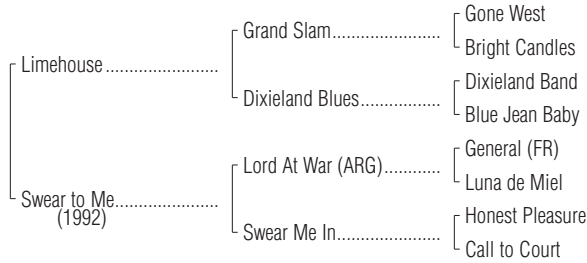 Gone West
Grand Slam..................
Bright Candles
Limehouse .........................
Dixieland Band
Dixieland Blues..................
Blue Jean Baby
General (FR)
Lord At War (ARG)............
Luna de Miel
Swear to Me.......................
(1992)
Honest Pleasure
Swear Me In.......................
Call to Court